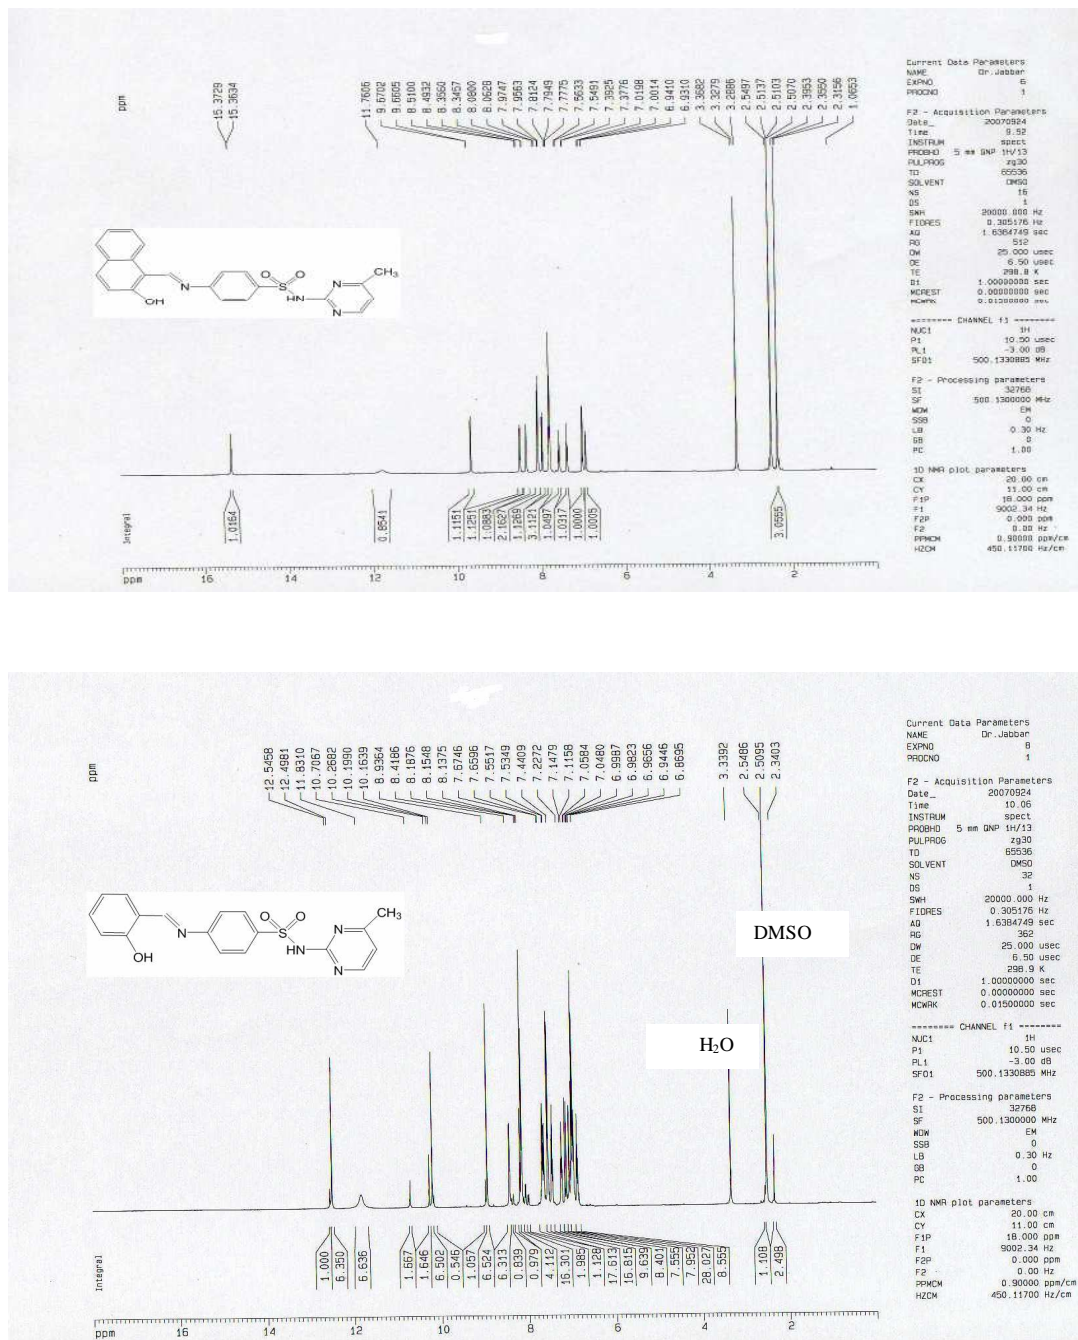 ppm
15.3729
15.3634
11.7606
9.6702
9.6605
8.5100
8.4932
8.3560
8.3457
8.0800
8.0628
7.9747
7.9563
7.8124
7.7949
7.7775
7.5633
7.5491
7.3925
7.3776
7.0198
7.0014
6.9410
6.9310
3.3682
3.3279
3.2886
2.5497
2.5137
2.5103
2.5070
2.3953
2.3550
2.3156
1.0653
OH
N
S
O O
HN
N
N
CH3
Integral
1.0164
0.8541
1.1151
1.1251
1.0883
2.1627
1.1269
3.1121
1.0497
1.0317
1.0000
1.0005
3.0555
ppm 16 14 12 10 8 6 4 2
Current Data Parameters
NAME Dr.Jabbar
EXPNO 6
PROCNO 1
F2 - Acquisition Parameters
Date_ 20070924
Time 9.52
INSTRUM spect
PROBHD 5 mm QNP 1H/13
PULPROG zg30
TD 65536
SOLVENT DMSO
NS 16
DS 1
SWH 20000.000 Hz
FIDRES 0.305176 Hz
AQ 1.6384749 sec
RG 512
DW 25.000 usec
DE 6.50 usec
TE 298.8 K
D1 1.00000000 sec
MCREST 0.00000000 sec
MCWRK 0.01500000 sec
======== CHANNEL f1 ========
NUC1 1H
P1 10.50 usec
PL1 -3.00 dB
SFO1 500.1330885 MHz
F2 - Processing parameters
SI 32768
SF 500.1300000 MHz
WDW EM
SSB 0
LB 0.30 Hz
GB 0
PC 1.00
1D NMR plot parameters
CX 20.00 cm
CY 11.00 cm
F1P 18.000 ppm
F1 9002.34 Hz
F2P 0.000 ppm
F2 0.00 Hz
PPMCM 0.90000 ppm/cm
HZCM 450.11700 Hz/cm
ppm
12.5458
12.4981
11.8310
10.7067
10.2682
10.1990
10.1639
8.9364
8.4186
8.1876
8.1548
8.1375
7.6746
7.6596
7.5517
7.5349
7.4409
7.2272
7.1479
7.1158
7.0584
7.0480
6.9987
6.9823
6.9656
6.9446
6.8695
3.3392
2.5486
2.5095
2.3403
OH
N
S
O O
HN
N
N
CH3
DMSO
H2O
Integral
1.000
6.350
6.636
1.667
1.646
6.502
0.546
1.057
6.524
6.313
0.839
0.979
4.112
16.301
1.985
1.128
17.613
16.815
9.639
8.401
7.555
7.952
28.027
8.555
1.108
2.498
ppm 16 14 12 10 8 6 4 2
Current Data Parameters
NAME Dr.Jabbar
EXPNO 8
PROCNO 1
F2 - Acquisition Parameters
Date_ 20070924
Time 10.06
INSTRUM spect
PROBHD 5 mm QNP 1H/13
PULPROG zg30
TD 65536
SOLVENT DMSO
NS 32
DS 1
SWH 20000.000 Hz
FIDRES 0.305176 Hz
AQ 1.6384749 sec
RG 362
DW 25.000 usec
DE 6.50 usec
TE 298.9 K
D1 1.00000000 sec
MCREST 0.00000000 sec
MCWRK 0.01500000 sec
======== CHANNEL f1 ========
NUC1 1H
P1 10.50 usec
PL1 -3.00 dB
SFO1 500.1330885 MHz
F2 - Processing parameters
SI 32768
SF 500.1300000 MHz
WDW EM
SSB 0
LB 0.30 Hz
GB 0
PC 1.00
1D NMR plot parameters
CX 20.00 cm
CY 11.00 cm
F1P 18.000 ppm
F1 9002.34 Hz
F2P 0.000 ppm
F2 0.00 Hz
PPMCM 0.90000 ppm/cm
HZCM 450.11700 Hz/cm